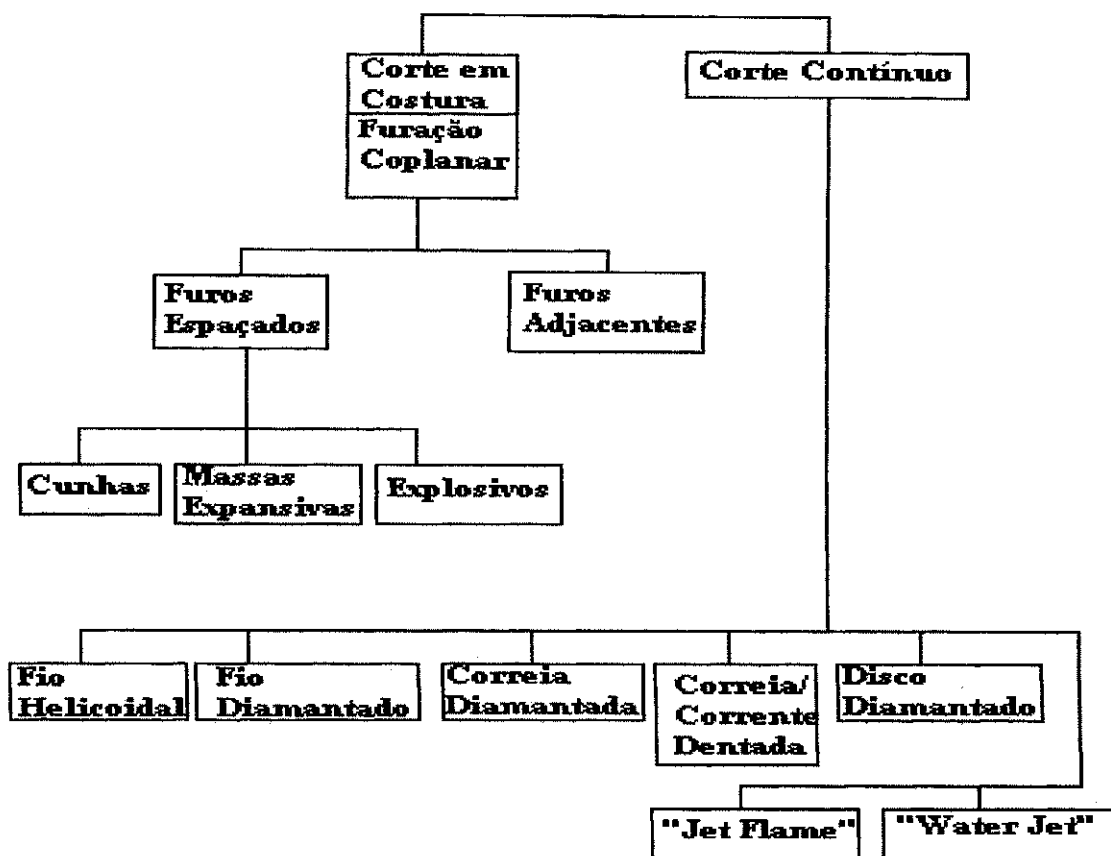 Corte em
Costura
Furação
Coplanar
Corte Contínuo
Furos
Espaçados
Furos
Adjacentes
Cunhas
Massas
Expansivas
Explosivos
Fio
Helicoidal
Fio
Diamantado
Correia
Diamantada
Correia/
Corrente
Dentada
Disco
Diamantado
"Jet Flame"
"Water Jet"